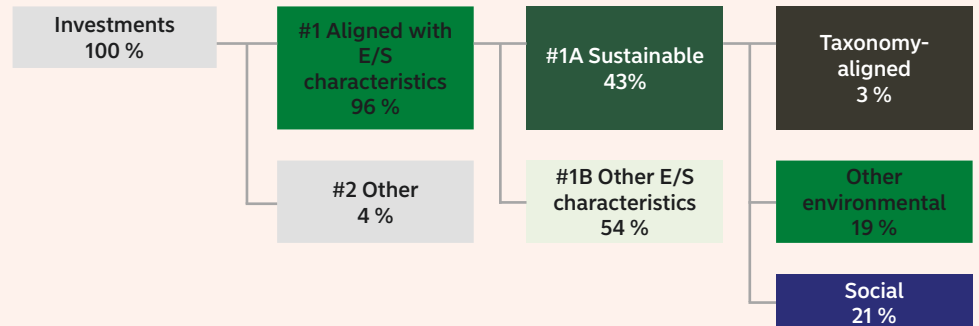 Investments
100 %
#1 Aligned with
E/S
characteristics
96 %
#1A Sustainable
43%
Taxonomy-
aligned
3 %
#2 Other
4 %
#1B Other E/S
characteristics
54 %
Other
environmental
19 %
Social
21 %